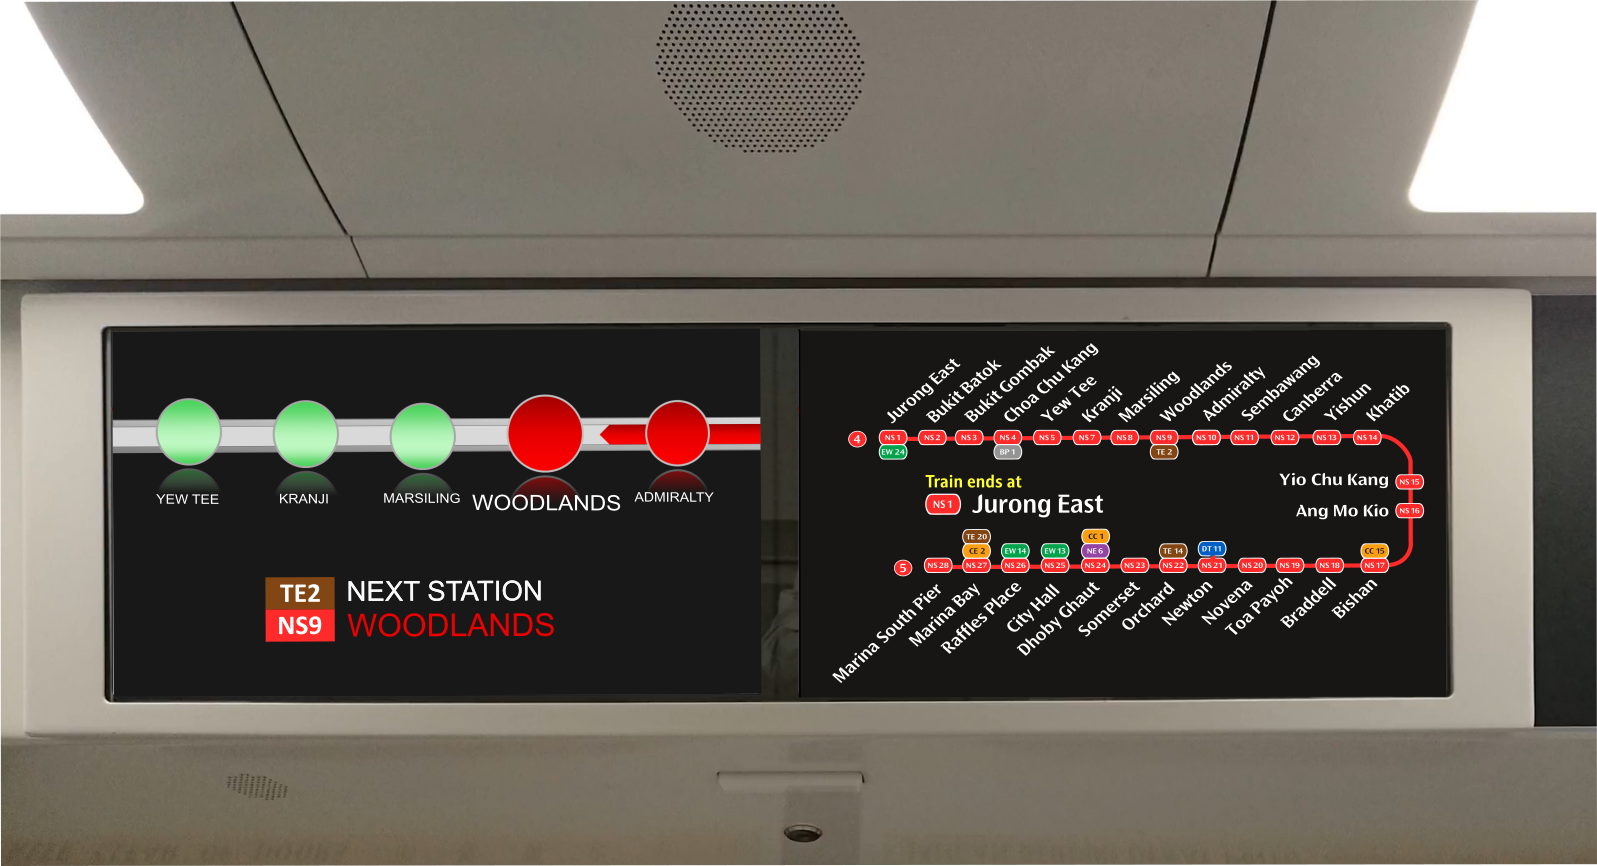 YEW TEE
KRANJI
MARSILING
WOODLANDS
ADMIRALTY
TE2
NS9
NEXT STATION
WOODLANDS
Jurong East
Bukit Batok
Bukit Gombak
Choa Chu Kang
Yew Tee
Kranji
Marsiling
Woodlands
Admiralty
Sembawang
Canberra
Yishun
Khatib
4
NS 1
NS 2
NS 3
NS 4
NS 5
NS 7
NS 8
NS 9
NS 10
NS 11
NS 12
NS 13
NS 14
EW 24
BP 1
TE 2
Yio Chu Kang
NS 15
Ang Mo Kio
NS 16
Train ends at
NS 1
Jurong East
TE 20
CC 1
CE 2
EW 14
EW 13
NE 6
TE 14
DT 11
CC 15
5
NS 28
NS 27
NS 26
NS 25
NS 24
NS 23
NS 22
NS 21
NS 20
NS 19
NS 18
NS 17
Marina South Pier
Marina Bay
Raffles Place
City Hall
Dhoby Ghaut
Somerset
Orchard
Newton
Novena
Toa Payoh
Braddell
Bishan